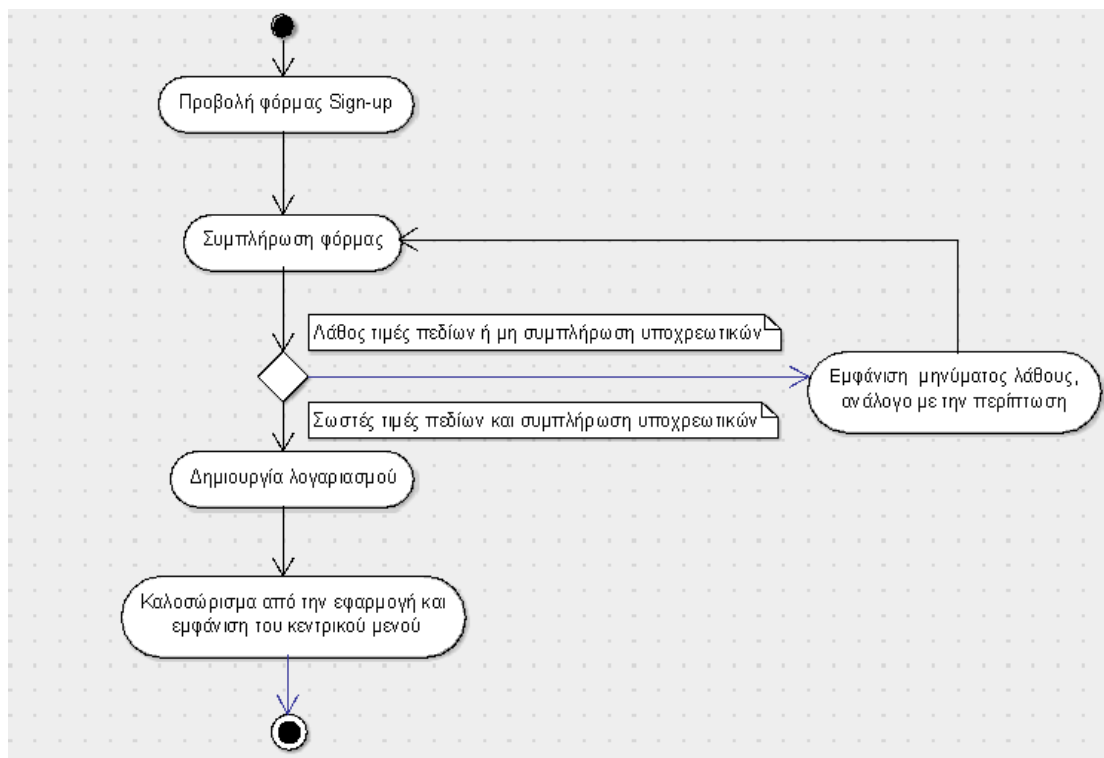 Προβολή φόρμας Sign-up
Συμπλήρωση φόρμας
Λάθος τιμές πεδίων ή μη συμπλήρωση υποχρεωτικών
Εμφάνιση μηνύματος λάθους,
ανάλογο με την περίπτωση
Σωστές τιμές πεδίων και συμπλήρωση υποχρεωτικών
Δημιουργία λογαριασμού
Καλοσώρισμα από την εφαρμογή και
εμφάνιση του κεντρικού μενού